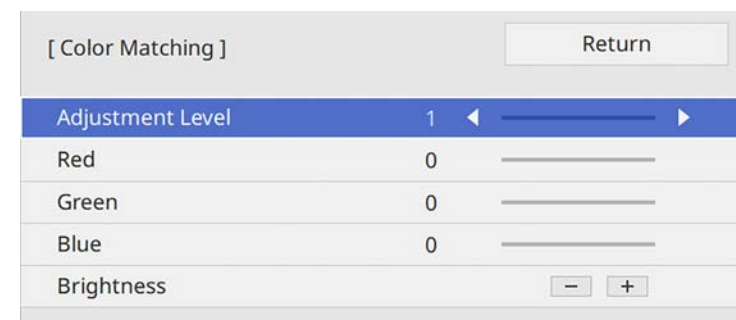 [ Color Matching ] Return
Adjustment Level 1
Red 0
Green 0
Blue 0
Brightness − +